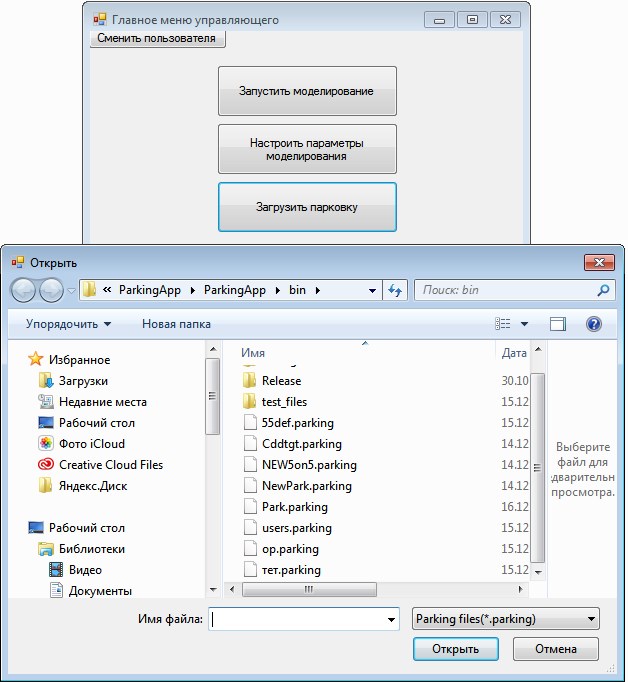 Главное меню управляющего
Сменить пользователя
Запустить моделирование
Настроить параметры
моделирования
Загрузить парковку
Открыть
« ParkingApp ParkingApp bin
Поиск: bin
Упорядочить
Новая папка
Избранное
Загрузки
Недавние места
Рабочий стол
Фото iCloud
Creative Cloud Files
Яндекс.Диск
Рабочий стол
Библиотеки
Видео
Документы
Имя Дата
Release 30.10
test_files 15.12
55def.parking 15.12
Cddtgt.parking 14.12
NEW5on5.parking 14.12
NewPark.parking 14.12
Park.parking 16.12
users.parking 15.12
ор.parking 15.12
тет.parking 15.12
Выберите
файл для
едварительн
просмотра.
Имя файла:
Parking files(*.parking)
Открыть
Отмена